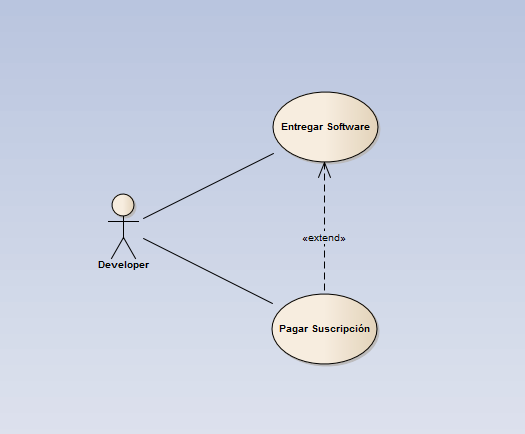 Entregar Software
«extend»
Developer
Pagar Suscripción